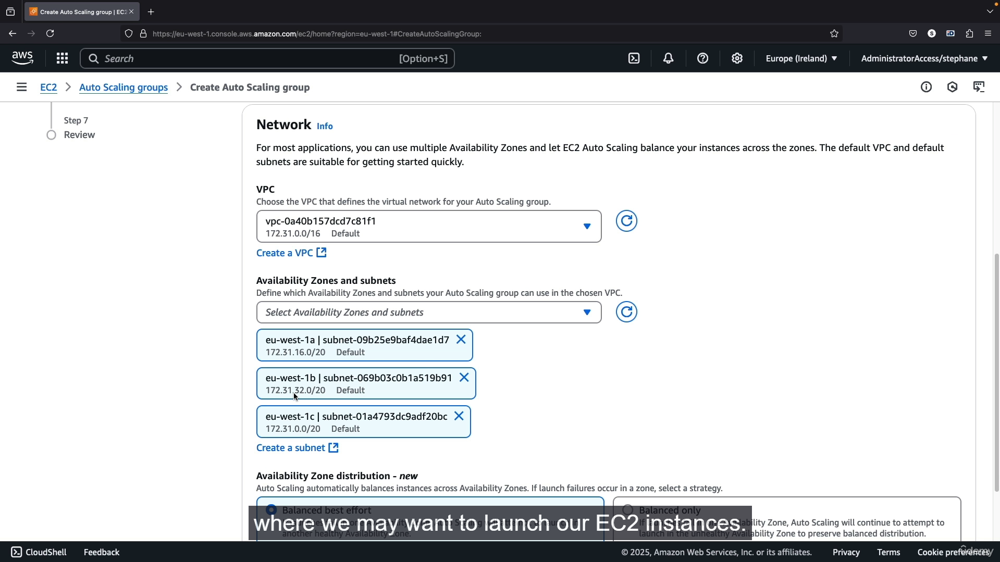 Create Auto Scaling group | EC2
https://eu-west-1.console.aws.amazon.com/ec2/home?region=eu-west-1#CreateAutoScalingGroup:
aws
Search
[Option+S]
Europe (Ireland)
AdministratorAccess/stephane
EC2 > Auto Scaling groups > Create Auto Scaling group
Step 7
Review
Network Info
For most applications, you can use multiple Availability Zones and let EC2 Auto Scaling balance your instances across the zones. The default VPC and default
subnets are suitable for getting started quickly.
VPC
Choose the VPC that defines the virtual network for your Auto Scaling group.
vpc-0a40b157dcd7c81f1
172.31.0.0/16 Default
Create a VPC
Availability Zones and subnets
Define which Availability Zones and subnets your Auto Scaling group can use in the chosen VPC.
Select Availability Zones and subnets
eu-west-1a | subnet-09b25e9baf4dae1d7
172.31.16.0/20 Default
eu-west-1b | subnet-069b03c0b1a519b91
172.31.32.0/20 Default
eu-west-1c | subnet-01a4793dc9adf20bc
172.31.0.0/20 Default
Create a subnet
Availability Zone distribution - new
Auto Scaling automatically balances instances across Availability Zones. If launch failures occur in a zone, select a strategy.
Balanced best effort
another healthy Availability Zone.
Balanced only
Zone, Auto Scaling will continue to attempt to
launch in the unhealthy Availability Zone to preserve balanced distribution.
where we may want to launch our EC2 instances.
CloudShell
Feedback
© 2025, Amazon Web Services, Inc. or its affiliates.
Privacy
Terms
Cookie preferences
udemy